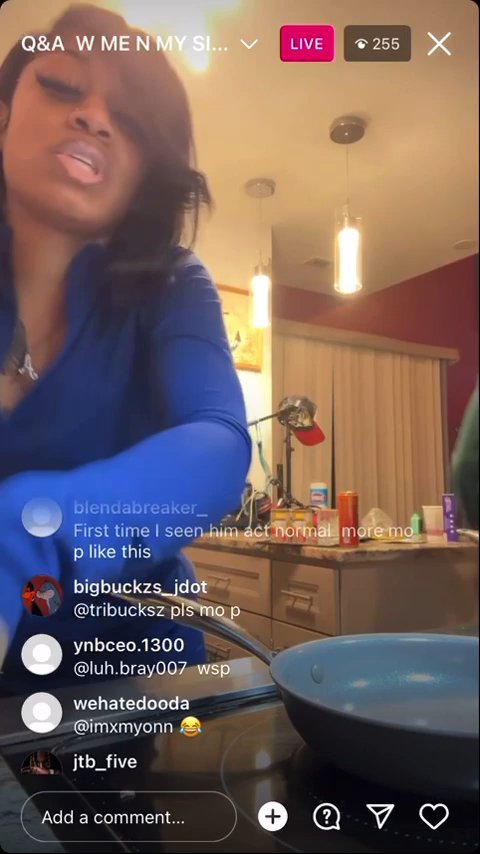 Q&A W ME N MY SI...
LIVE
255
blendabreaker_
First time I seen him act normal more mo
p like this
bigbuckzs_jdot
@tribucksz pls mo p
ynbceo.1300
@luh.bray007 wsp
wehatedooda
@imxmyonn 😂
jtb_five
Add a comment...